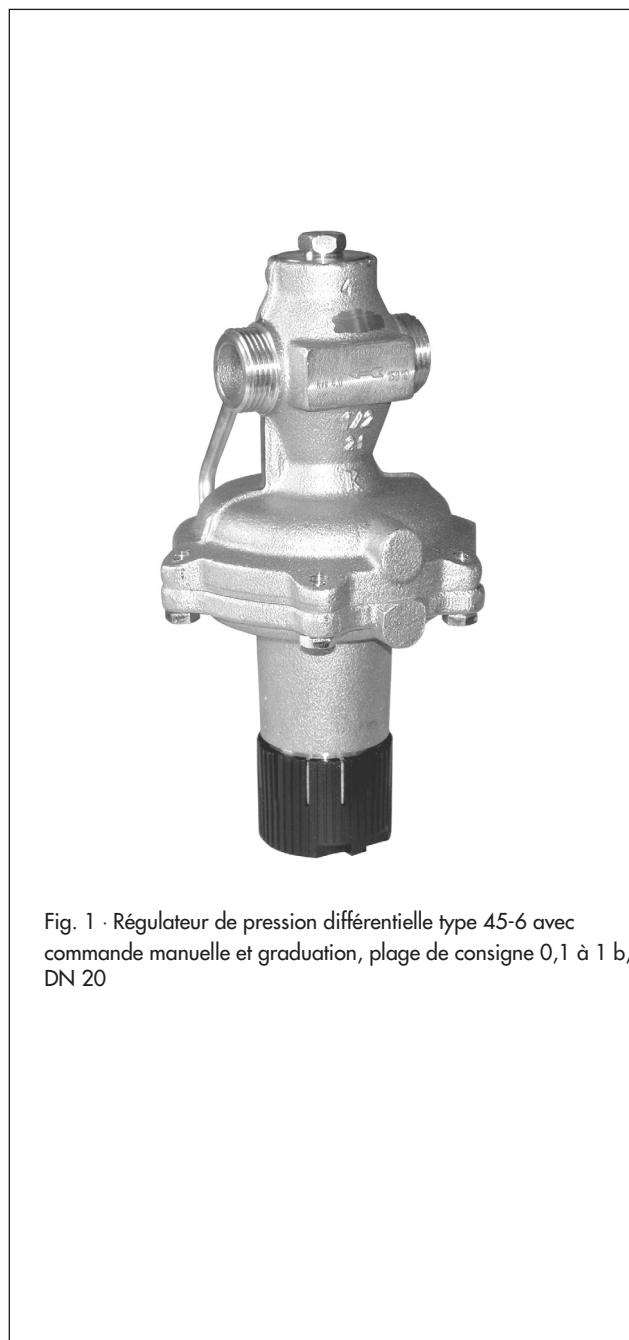 Fig. 1 · Régulateur de pression différentielle type 45-6 avec
commande manuelle et graduation, plage de consigne 0,1 à 1 b,
DN 20